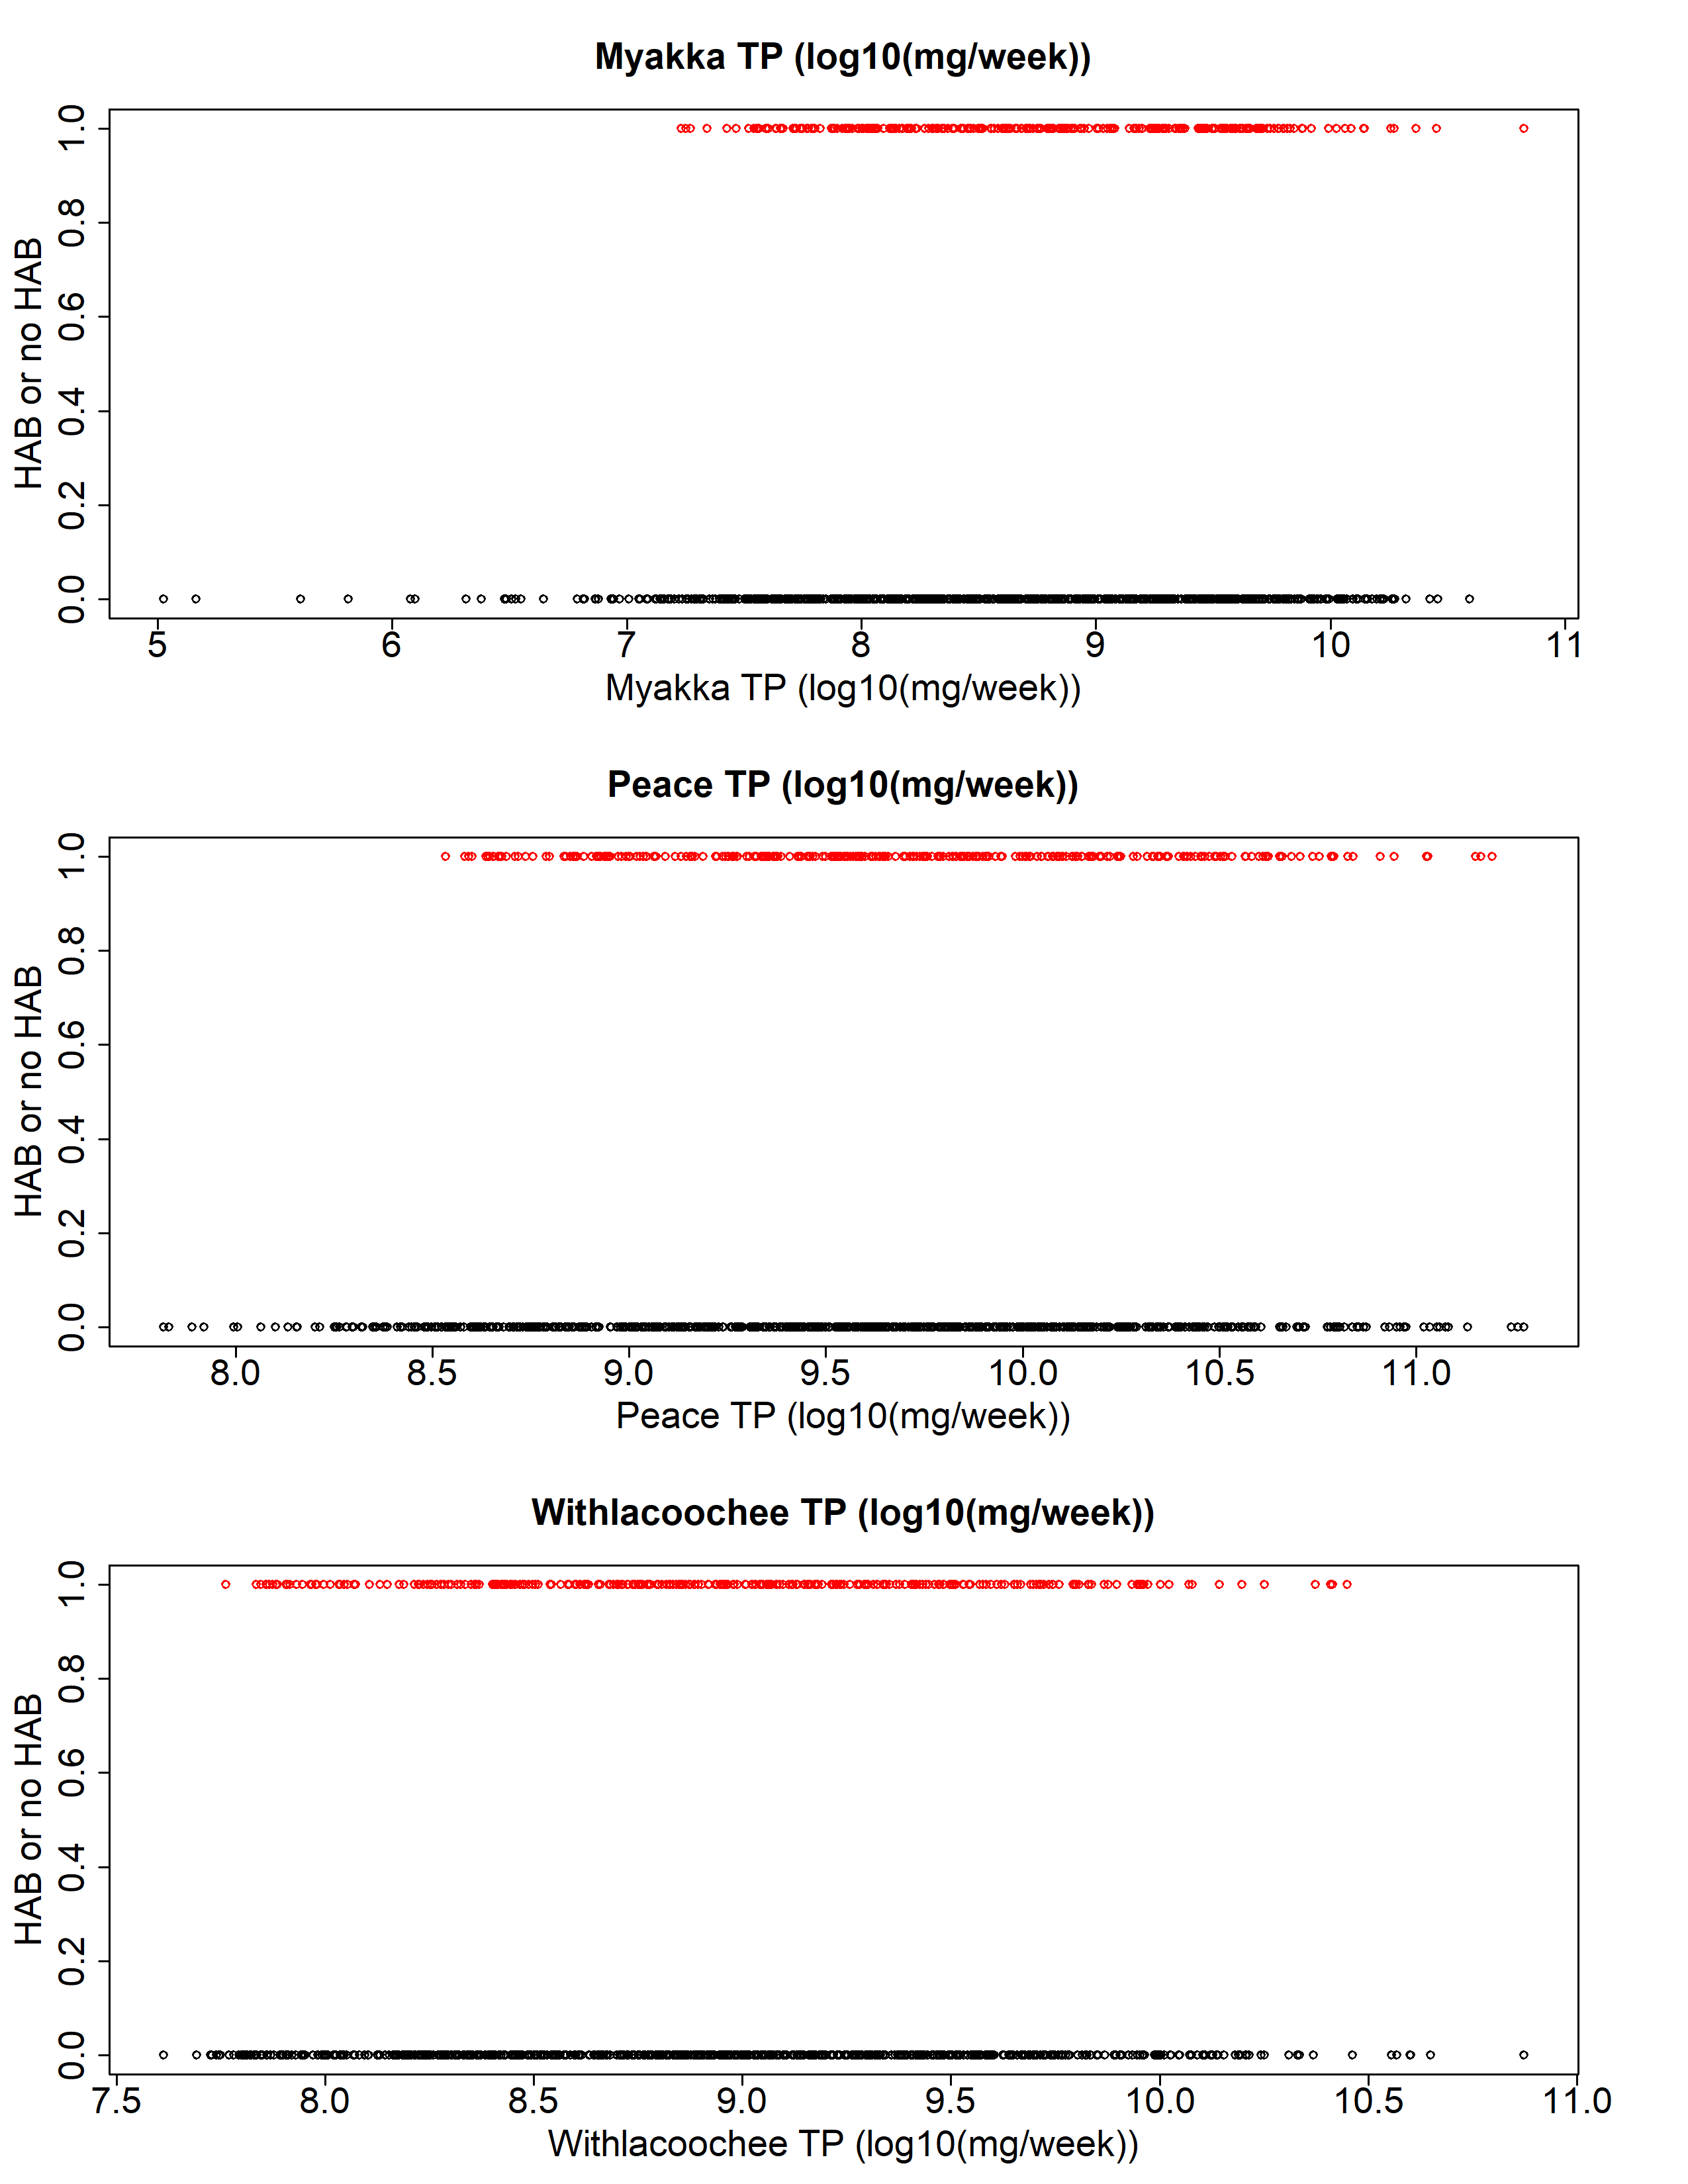 Myakka TP (log10(mg/week))
HAB or no HAB
1.0
0.8
0.6
0.4
0.2
0.0
5 6 7 8 9 10 11
Myakka TP (log10(mg/week))
Peace TP (log10(mg/week))
HAB or no HAB
1.0
0.8
0.6
0.4
0.2
0.0
8.0 8.5 9.0 9.5 10.0 10.5 11.0
Peace TP (log10(mg/week))
Withlacoochee TP (log10(mg/week))
HAB or no HAB
1.0
0.8
0.6
0.4
0.2
0.0
7.5 8.0 8.5 9.0 9.5 10.0 10.5 11.0
Withlacoochee TP (log10(mg/week))